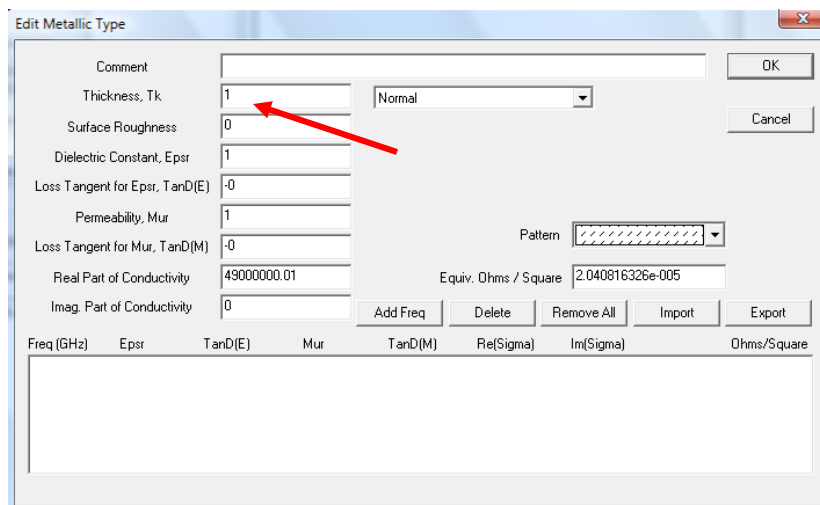 Edit Metallic Type
x
Comment
OK
Thickness, Tk 1 Normal
Surface Roughness 0
Cancel
Dielectric Constant, Epsr 1
Loss Tangent for Epsr, TanD(E) -0
Permeability, Mur 1
Pattern
Loss Tangent for Mur, TanD(M) -0
Real Part of Conductivity 49000000.01 Equiv. Ohms / Square 2.040816326e-005
Imag. Part of Conductivity 0
Add Freq Delete Remove All Import Export
Freq (GHz) Epsr TanD(E) Mur TanD(M) Re(Sigma) Im(Sigma) Ohms/Square